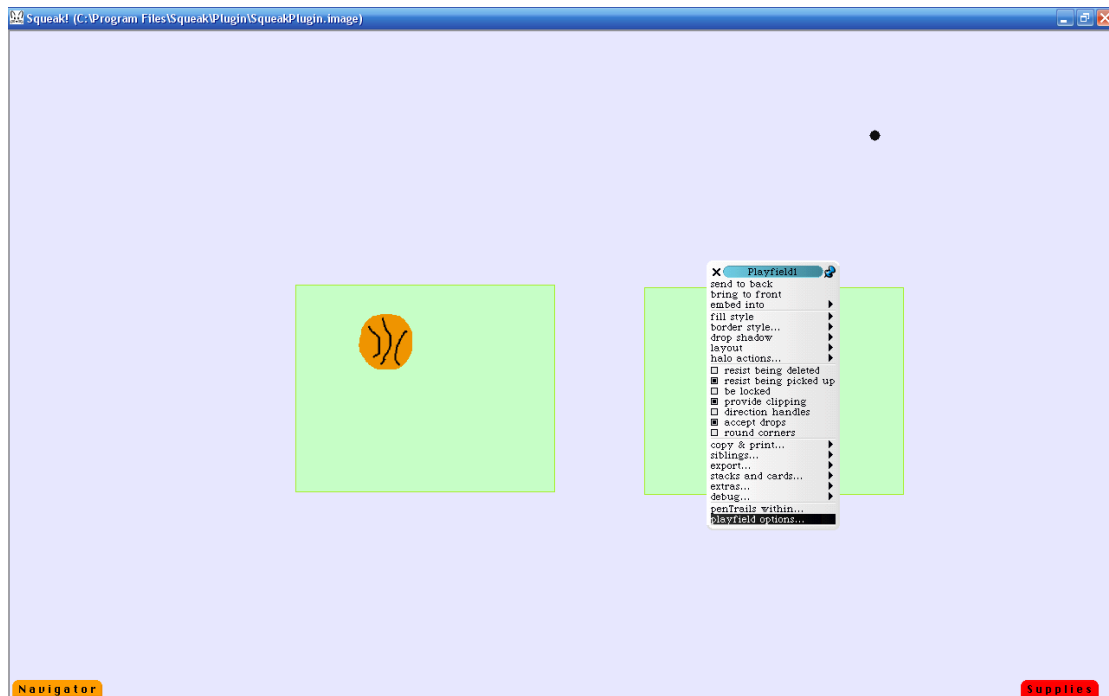 Squeak! (C:\Program Files\Squeak\Plugin\SqueakPlugin.image)
Playfield1
send to back
bring to front
embed into
fill style
border style...
drop shadow
layout
halo actions...
resist being deleted
resist being picked up
be locked
provide clipping
direction handles
accept drops
round corners
copy & print...
siblings...
export...
stacks and cards...
extras...
debug...
penTrails within...
playfield options...
Navigator
Supplies